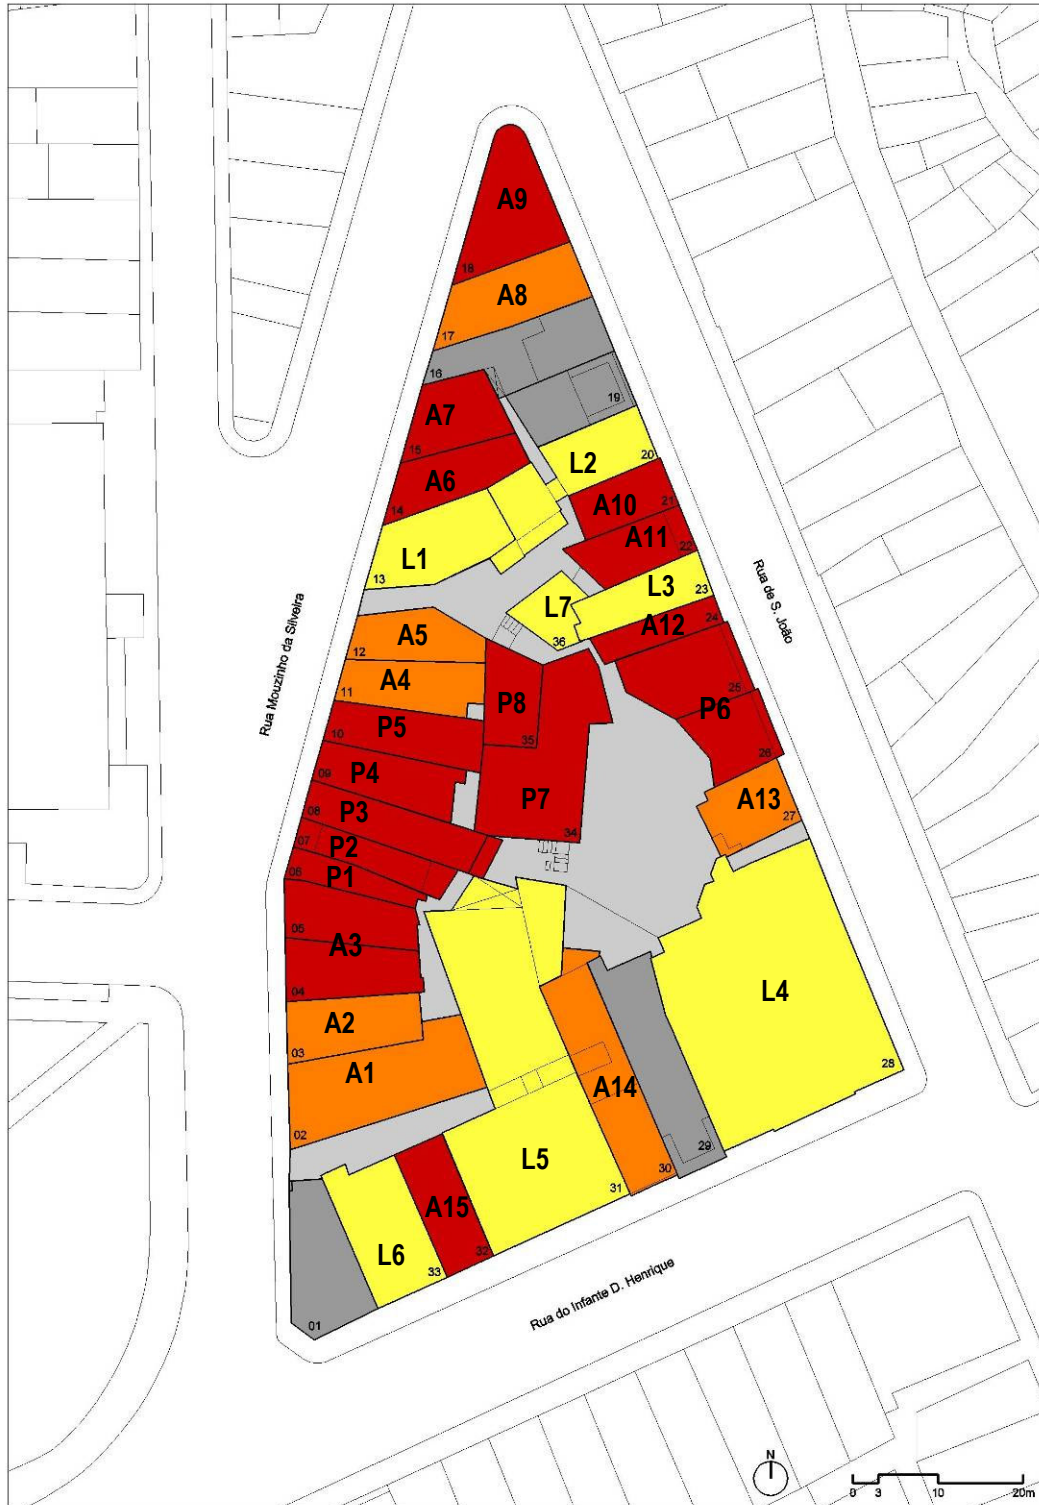 A9
18
A8
17
16
19
A7
15
L2
20
A6
14
A10
21
A11
22
L1
13
L3
23
L7
36
A12
24
Rua de S. João
Rua Mouzinho da Silveira
A5
12
A4
11
P8
35
25
P6
26
P5
10
P4
09
P7
34
A13
27
P3
08
P2
07
P1
06
05
A3
04
L4
28
A2
03
A1
02
A14
30
29
L5
31
A15
32
L6
33
01
Rua do Infante D. Henrique
N
0 3 10 20m